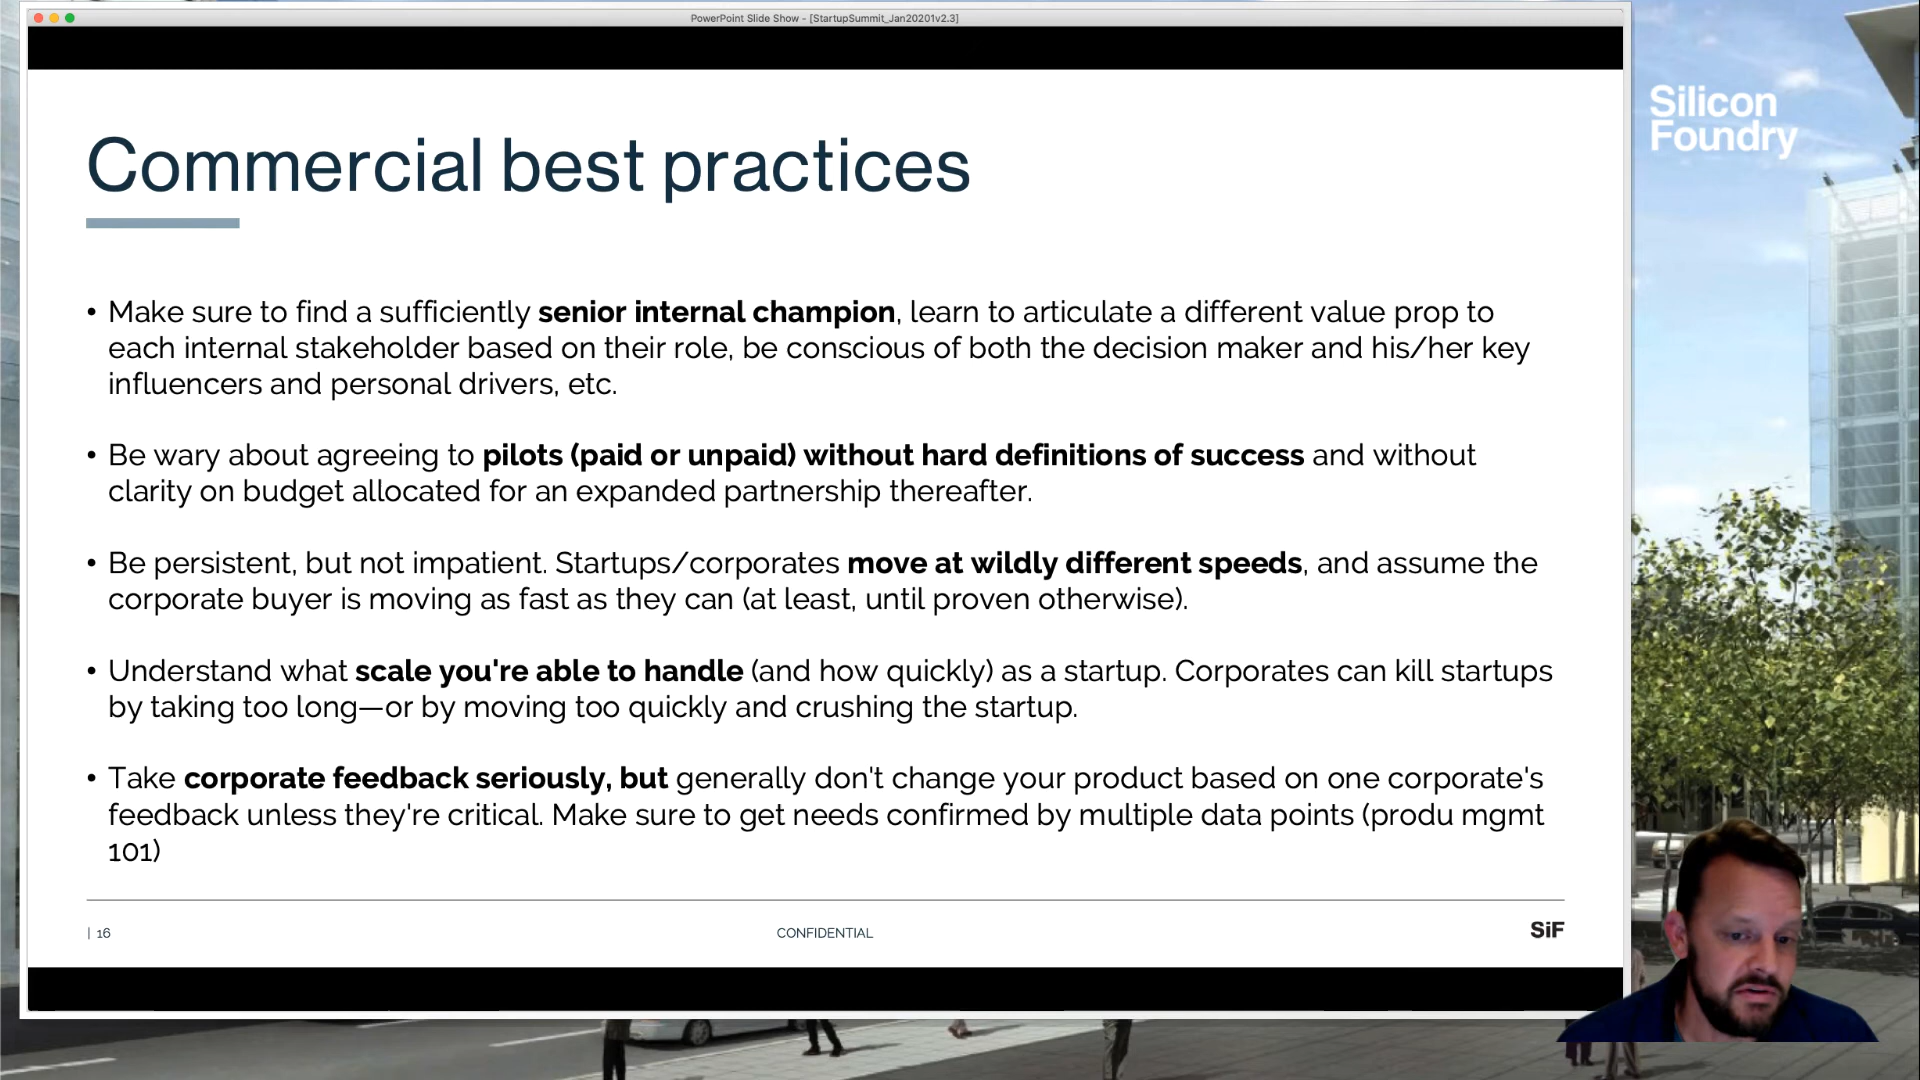 PowerPoint Slide Show - [StartupSummit_Jan20201v2.3]
Silicon
Foundry
Commercial best practices
• Make sure to find a sufficiently senior internal champion, learn to articulate a different value prop to
each internal stakeholder based on their role, be conscious of both the decision maker and his/her key
influencers and personal drivers, etc.
• Be wary about agreeing to pilots (paid or unpaid) without hard definitions of success and without
clarity on budget allocated for an expanded partnership thereafter.
• Be persistent, but not impatient. Startups/corporates move at wildly different speeds, and assume the
corporate buyer is moving as fast as they can (at least, until proven otherwise).
• Understand what scale you're able to handle (and how quickly) as a startup. Corporates can kill startups
by taking too long—or by moving too quickly and crushing the startup.
• Take corporate feedback seriously, but generally don't change your product based on one corporate's
feedback unless they're critical. Make sure to get needs confirmed by multiple data points (produ mgmt
101)
| 16
CONFIDENTIAL
SiF